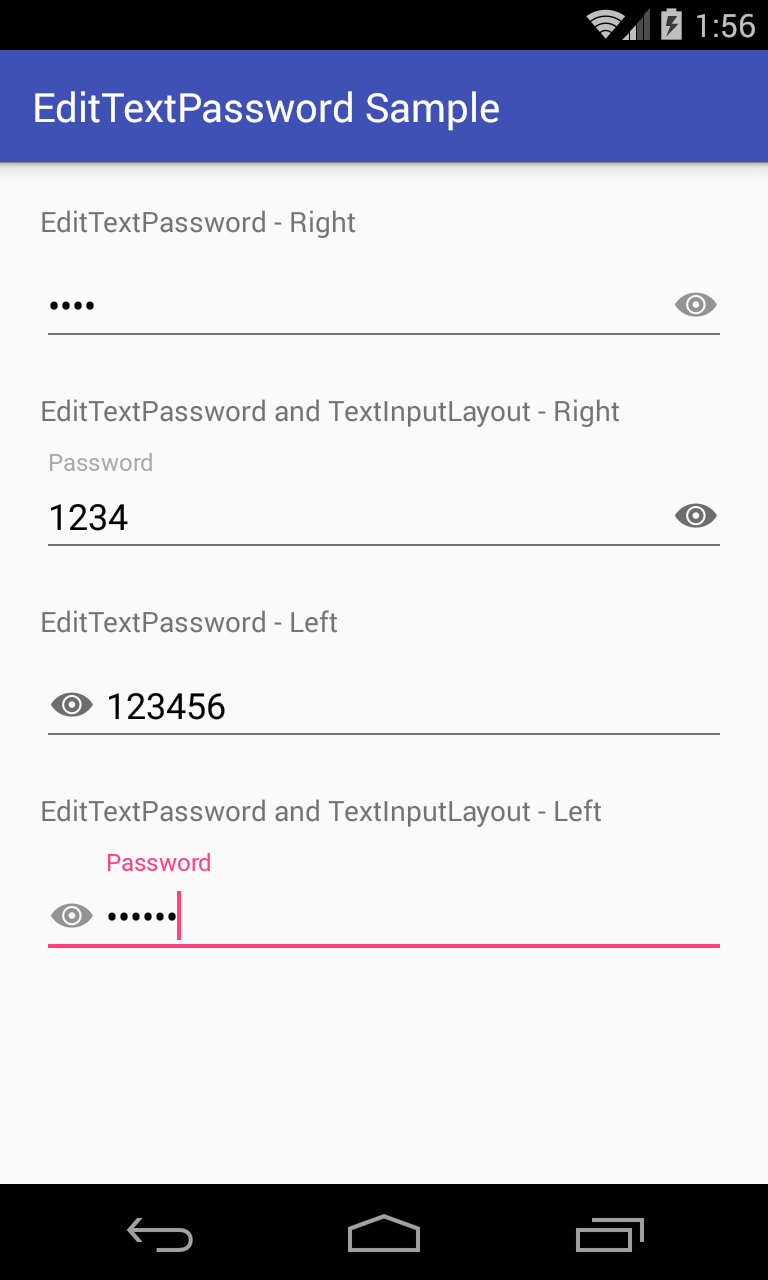 1:56
EditTextPassword Sample
EditTextPassword - Right
••••
EditTextPassword and TextInputLayout - Right
Password
1234
EditTextPassword - Left
123456
EditTextPassword and TextInputLayout - Left
Password
••••••